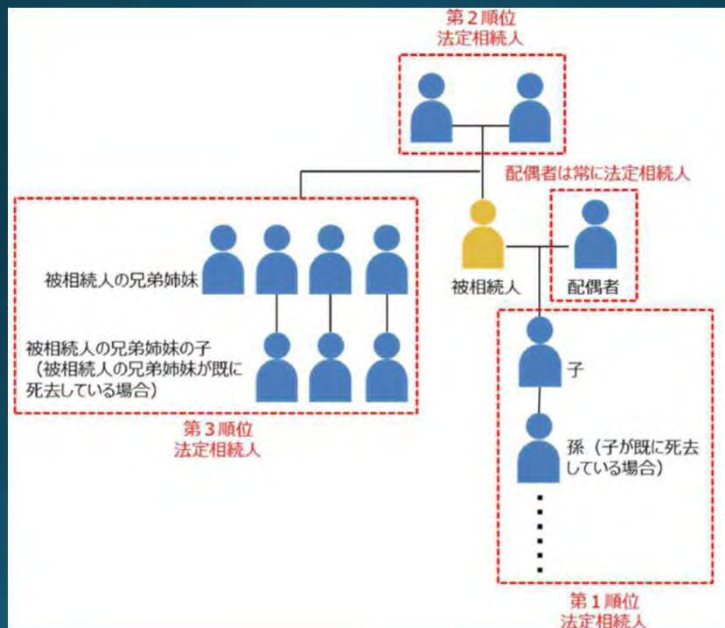 第２順位
法定相続人
配偶者は常に法定相続人
被相続人の兄弟姉妹
被相続人
配偶者
被相続人の兄弟姉妹の子
（被相続人の兄弟姉妹が既に
死去している場合）
子
孫（子が既に死去
している場合）
第３順位
法定相続人
第１順位
法定相続人